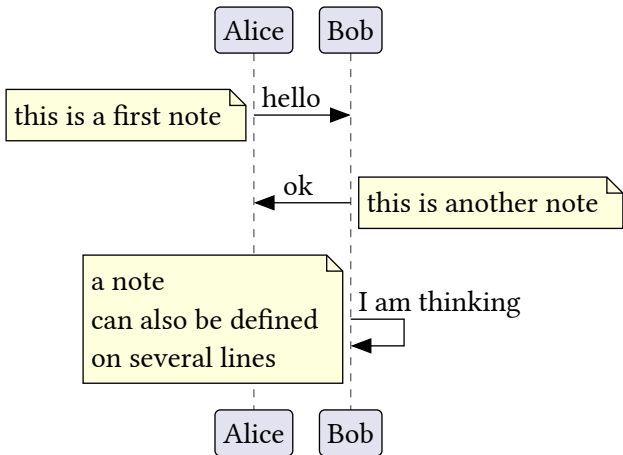 Alice
Bob
this is a first note
hello
ok
this is another note
a note
can also be defined
on several lines
I am thinking
Alice
Bob